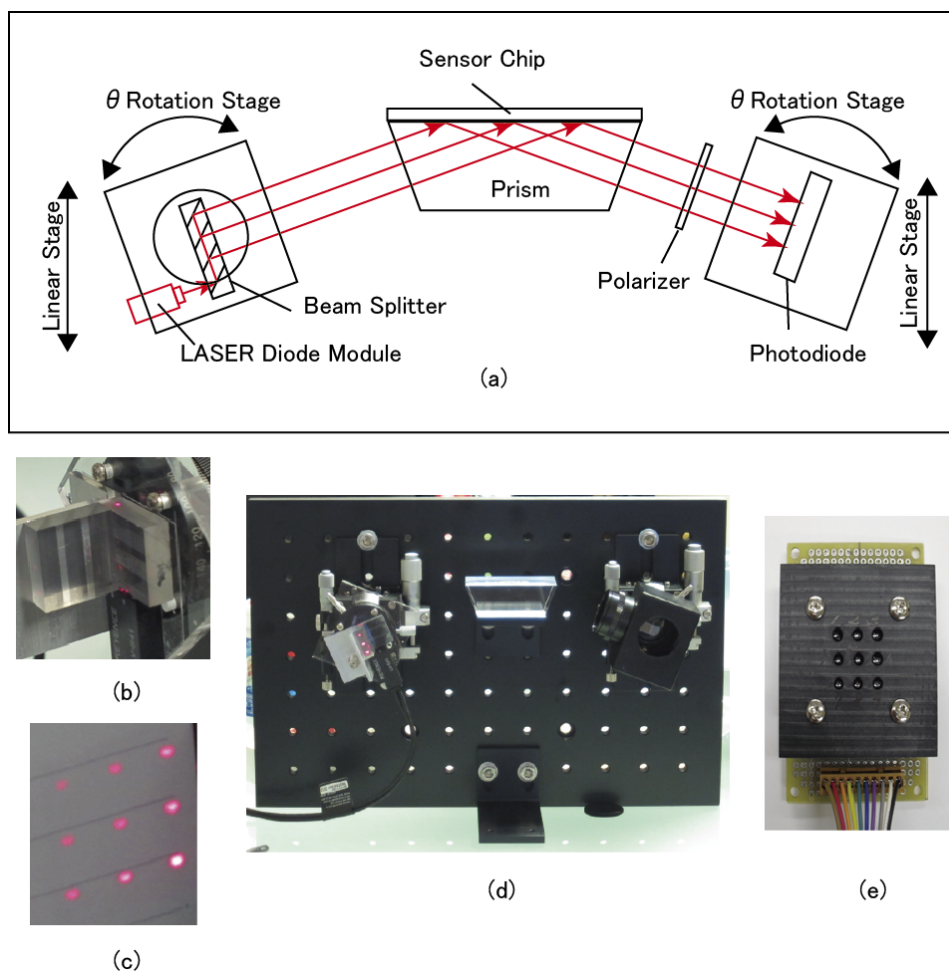 Sensor Chip
θ Rotation Stage
θ Rotation Stage
Linear Stage
Prism
Linear Stage
Polarizer
Beam Splitter
LASER Diode Module
Photodiode
(a)
(b)
(c)
(d)
(e)